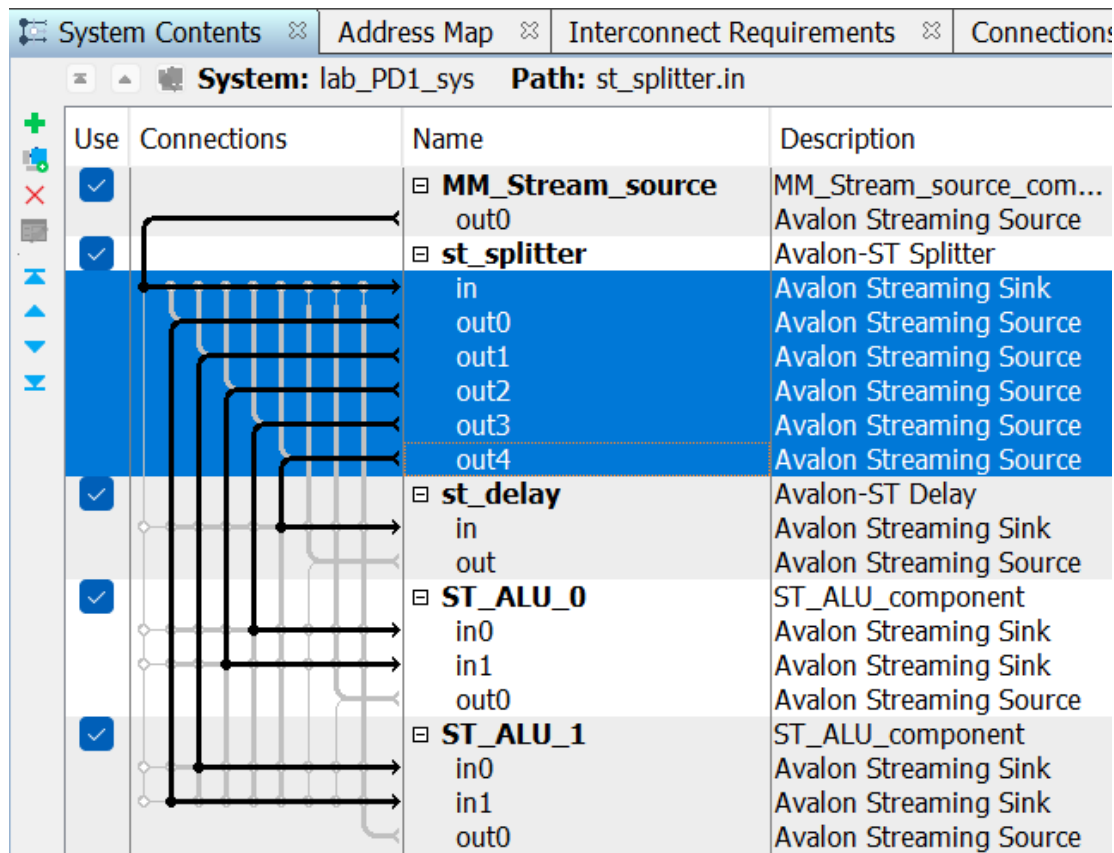 System Contents Address Map Interconnect Requirements Connections
System: lab_PD1_sys Path: st_splitter.in
Use Connections Name Description
MM_Stream_source MM_Stream_source_com...
out0 Avalon Streaming Source
st_splitter Avalon-ST Splitter
in Avalon Streaming Sink
out0 Avalon Streaming Source
out1 Avalon Streaming Source
out2 Avalon Streaming Source
out3 Avalon Streaming Source
out4 Avalon Streaming Source
st_delay Avalon-ST Delay
in Avalon Streaming Sink
out Avalon Streaming Source
ST_ALU_0 ST_ALU_component
in0 Avalon Streaming Sink
in1 Avalon Streaming Sink
out0 Avalon Streaming Source
ST_ALU_1 ST_ALU_component
in0 Avalon Streaming Sink
in1 Avalon Streaming Sink
out0 Avalon Streaming Source